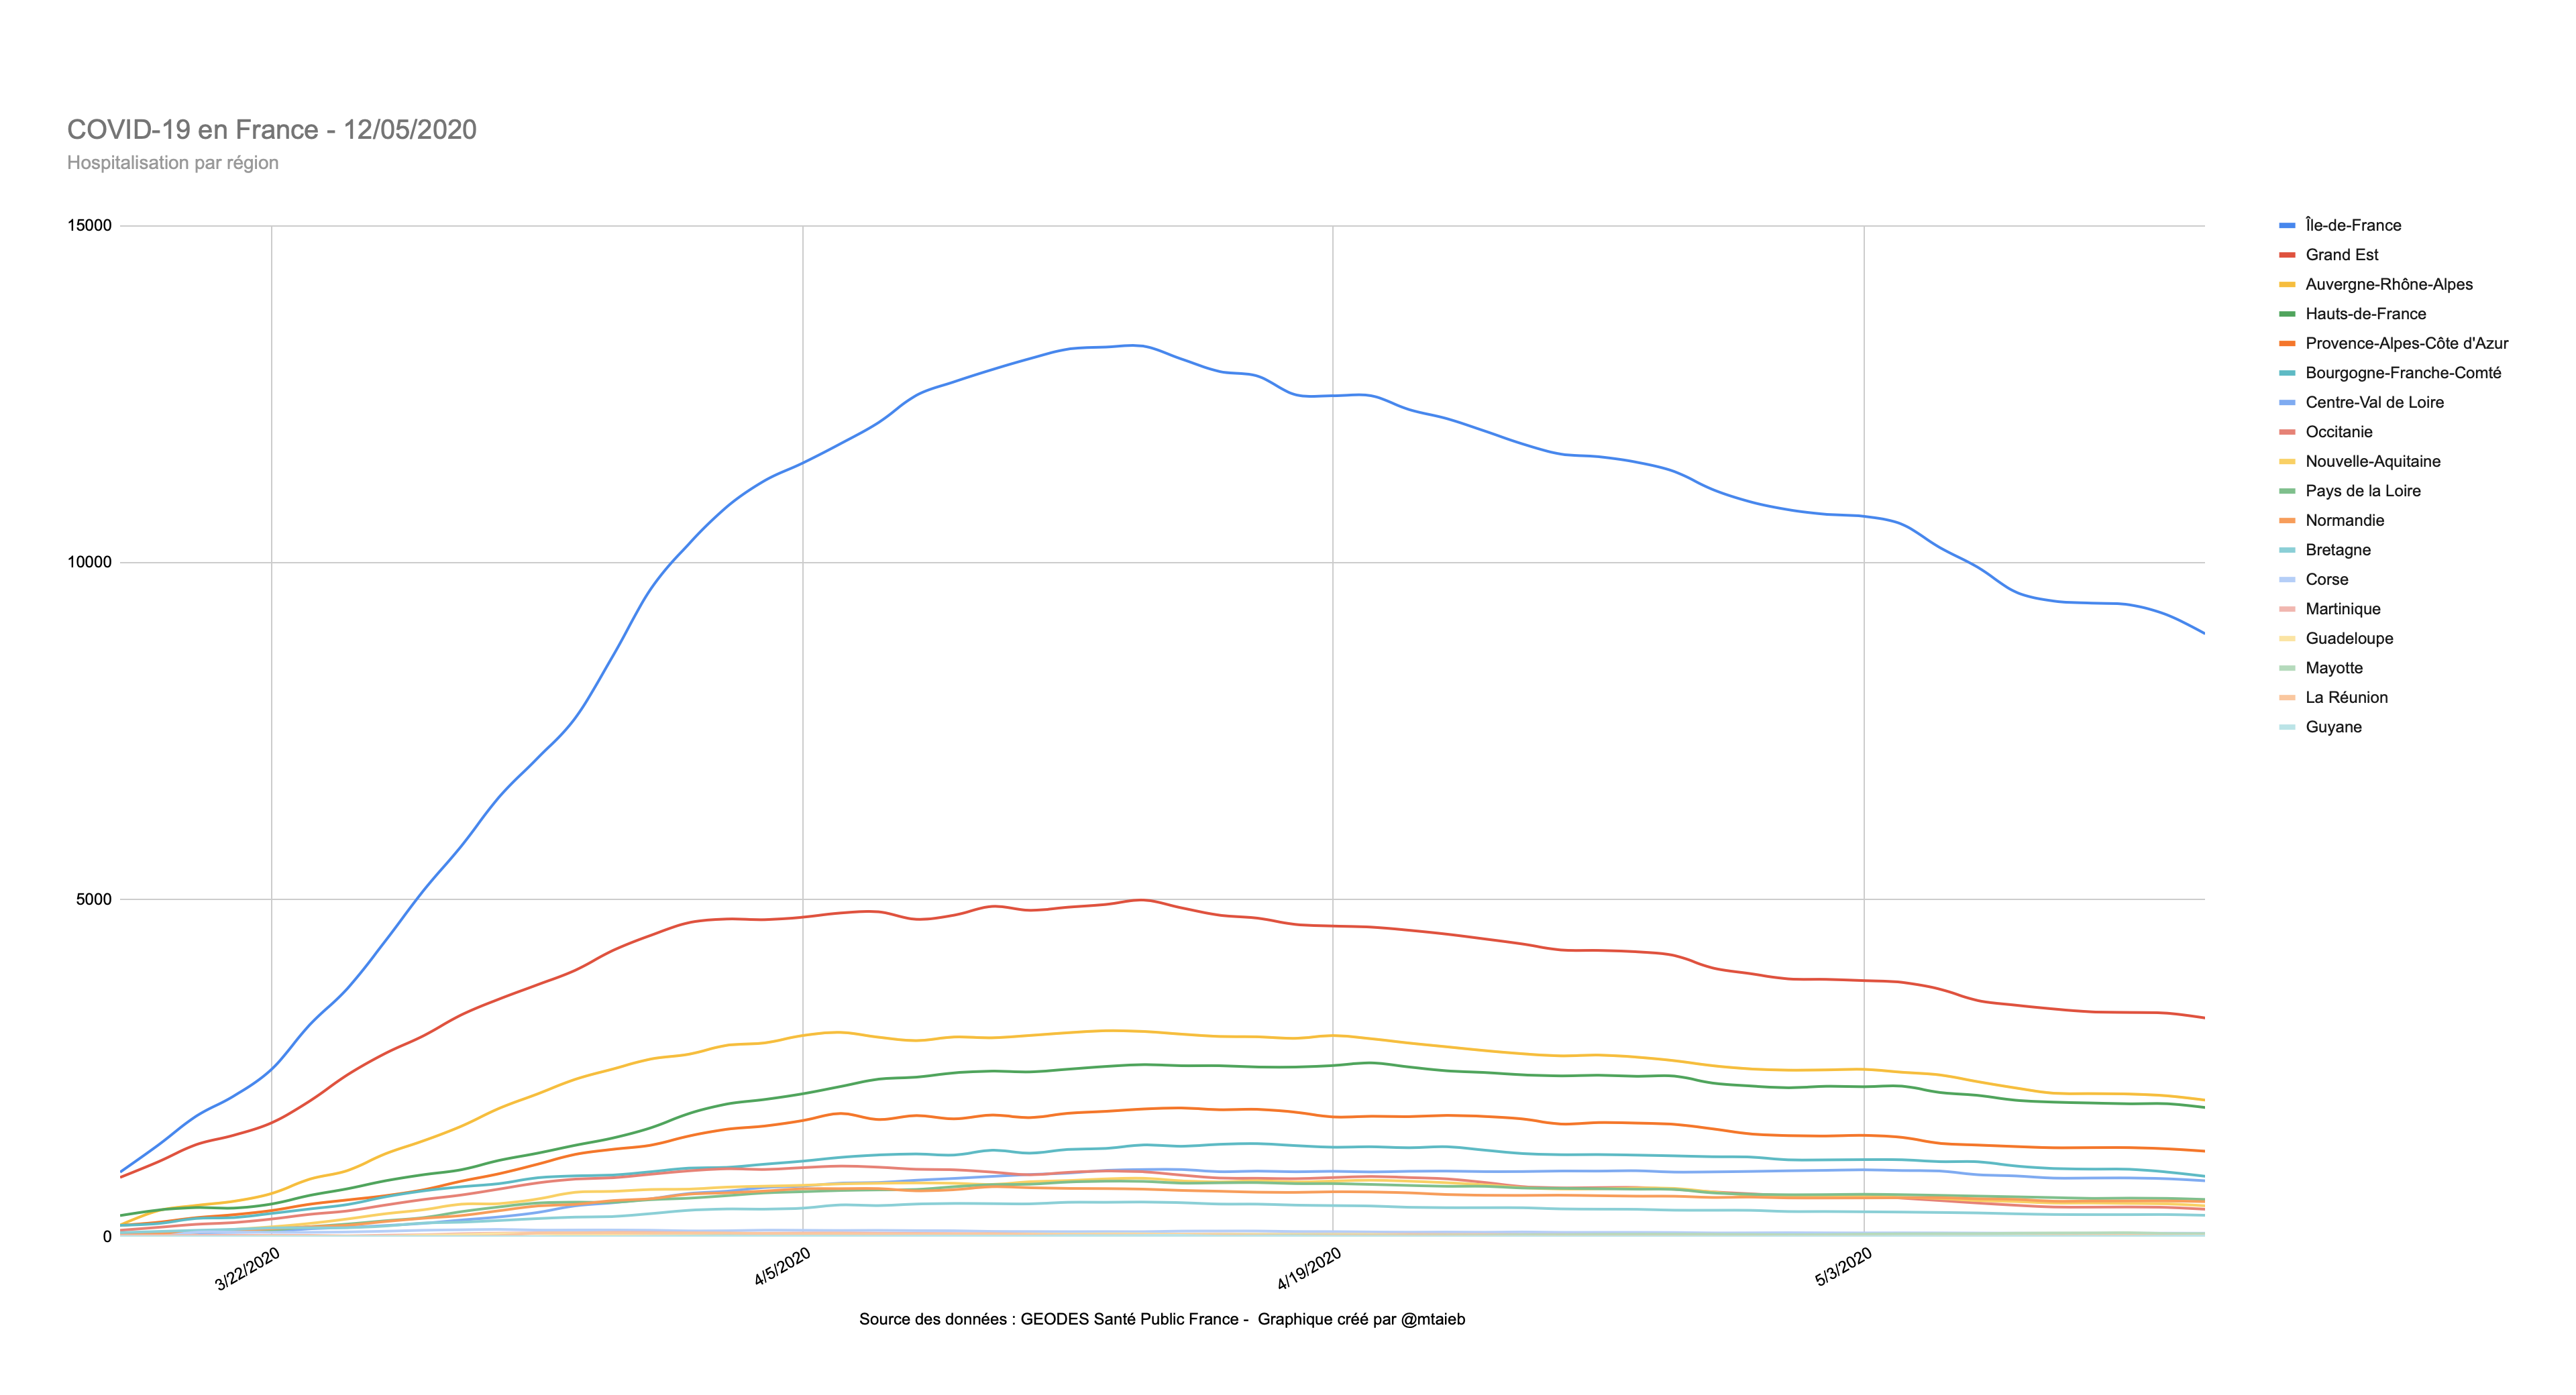 COVID-19 en France - 12/05/2020
Hospitalisation par région
15000
10000
5000
0
3/22/2020
4/5/2020
4/19/2020
5/3/2020
Île-de-France
Grand Est
Auvergne-Rhône-Alpes
Hauts-de-France
Provence-Alpes-Côte d'Azur
Bourgogne-Franche-Comté
Centre-Val de Loire
Occitanie
Nouvelle-Aquitaine
Pays de la Loire
Normandie
Bretagne
Corse
Martinique
Guadeloupe
Mayotte
La Réunion
Guyane
Source des données : GEODES Santé Public France - Graphique créé par @mtaieb